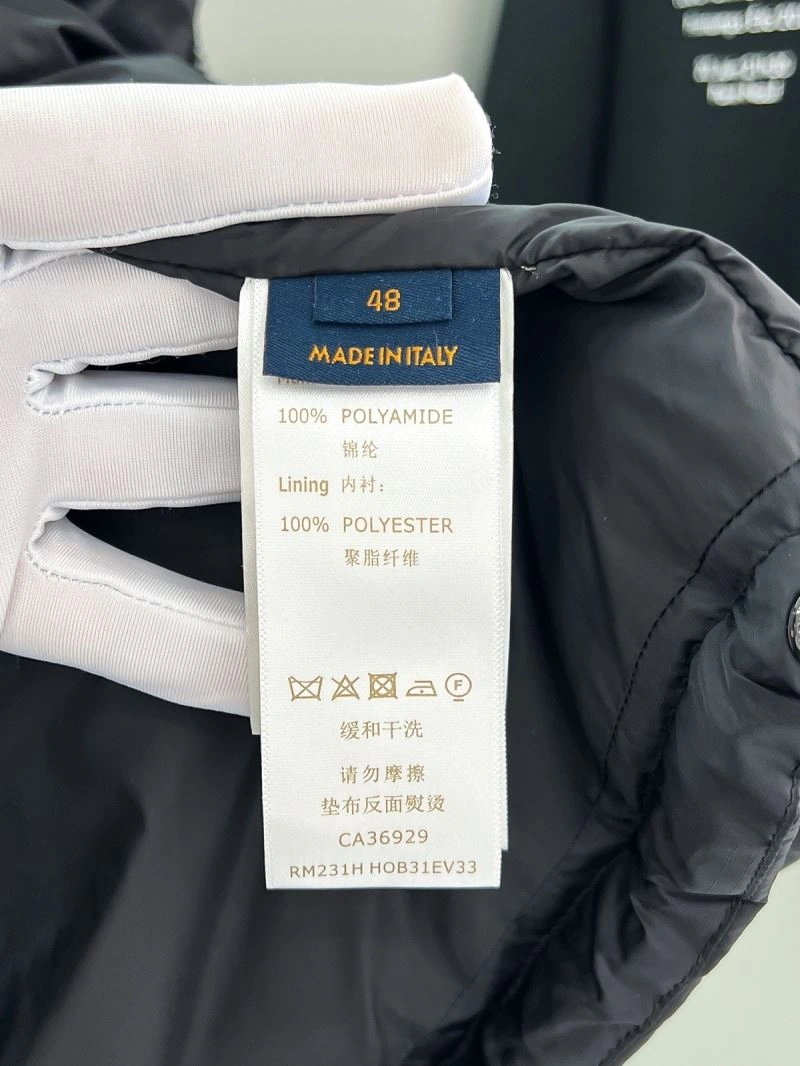 48
MADE IN ITALY
100% POLYAMIDE
锦纶
Lining 内衬:
100% POLYESTER
聚脂纤维
F
缓和干洗
请勿摩擦
垫布反面熨烫
CA36929
RM231H HOB31EV33